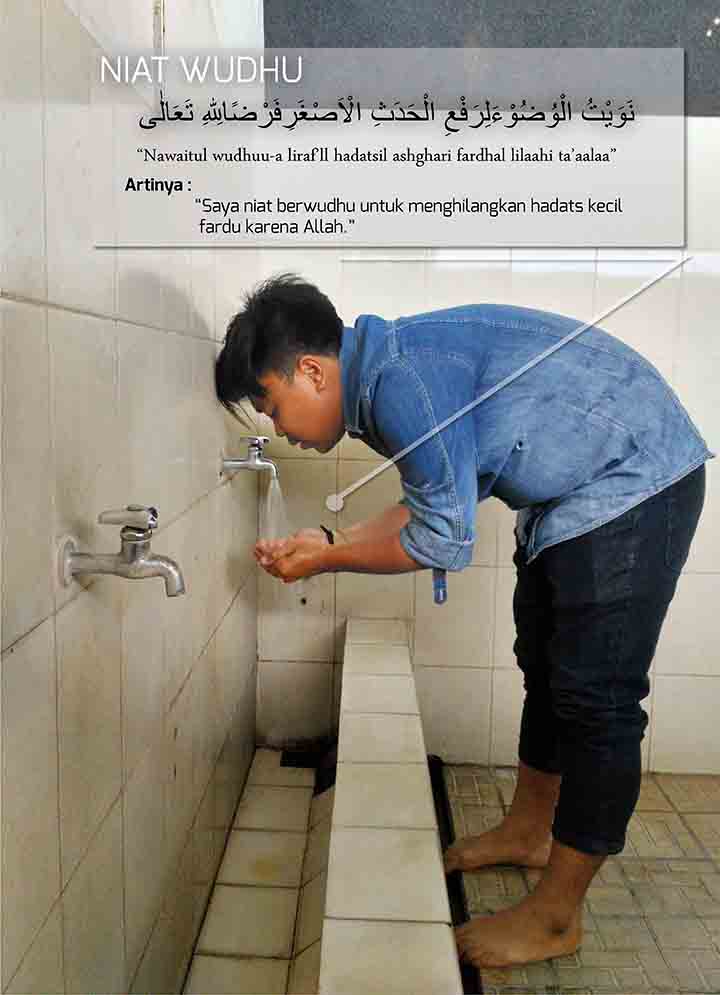 NIAT WUDHU
نَوَيْتُ الْوُضُوْءَلِرَفْعِ الْحَدَثِ الْاَصْغَرِفَرْضًالِلّٰهِ تَعَالٰى
“Nawaitul wudhuu-a liraf’ll hadatsil ashghari fardhal lilaahi ta’aalaa”
Artinya :
“Saya niat berwudhu untuk menghilangkan hadats kecil
fardu karena Allah.”